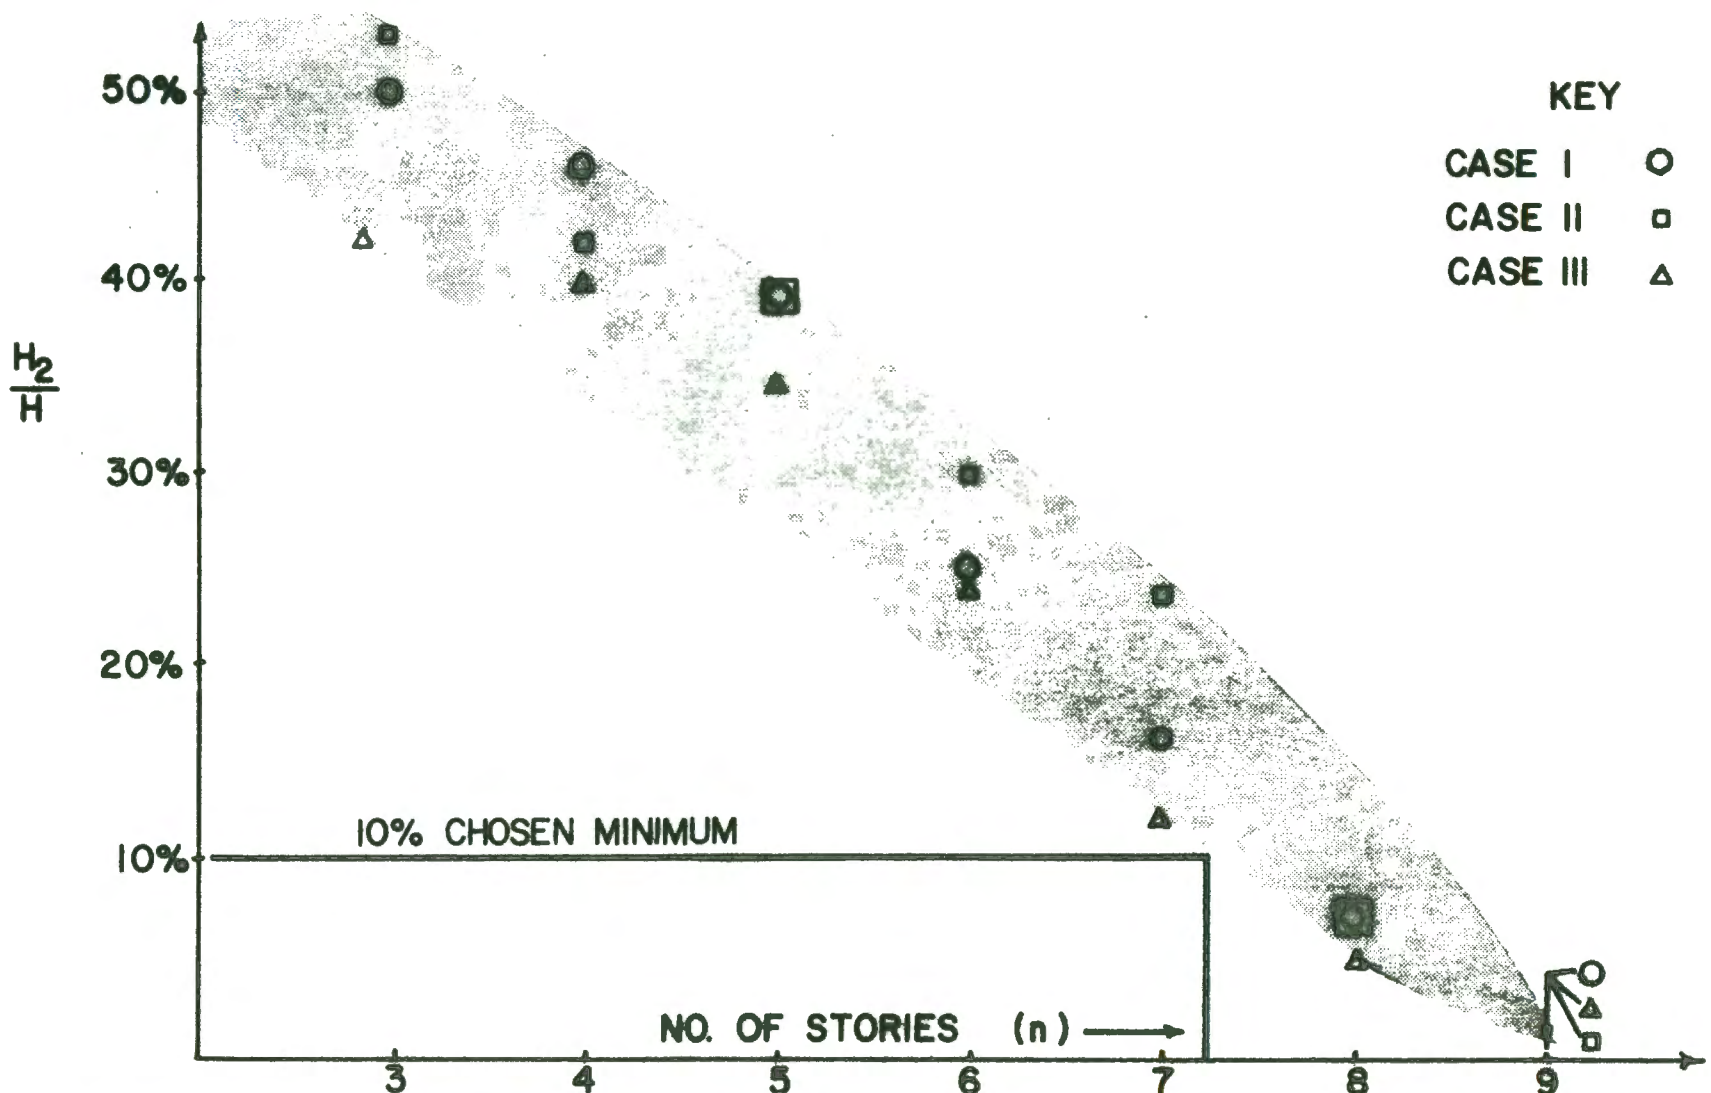 50%
40%
30%
20%
10%
H2
H
KEY
CASE I
CASE II
CASE III
10% CHOSEN MINIMUM
NO. OF STORIES (n)
3 4 5 6 7 8 9